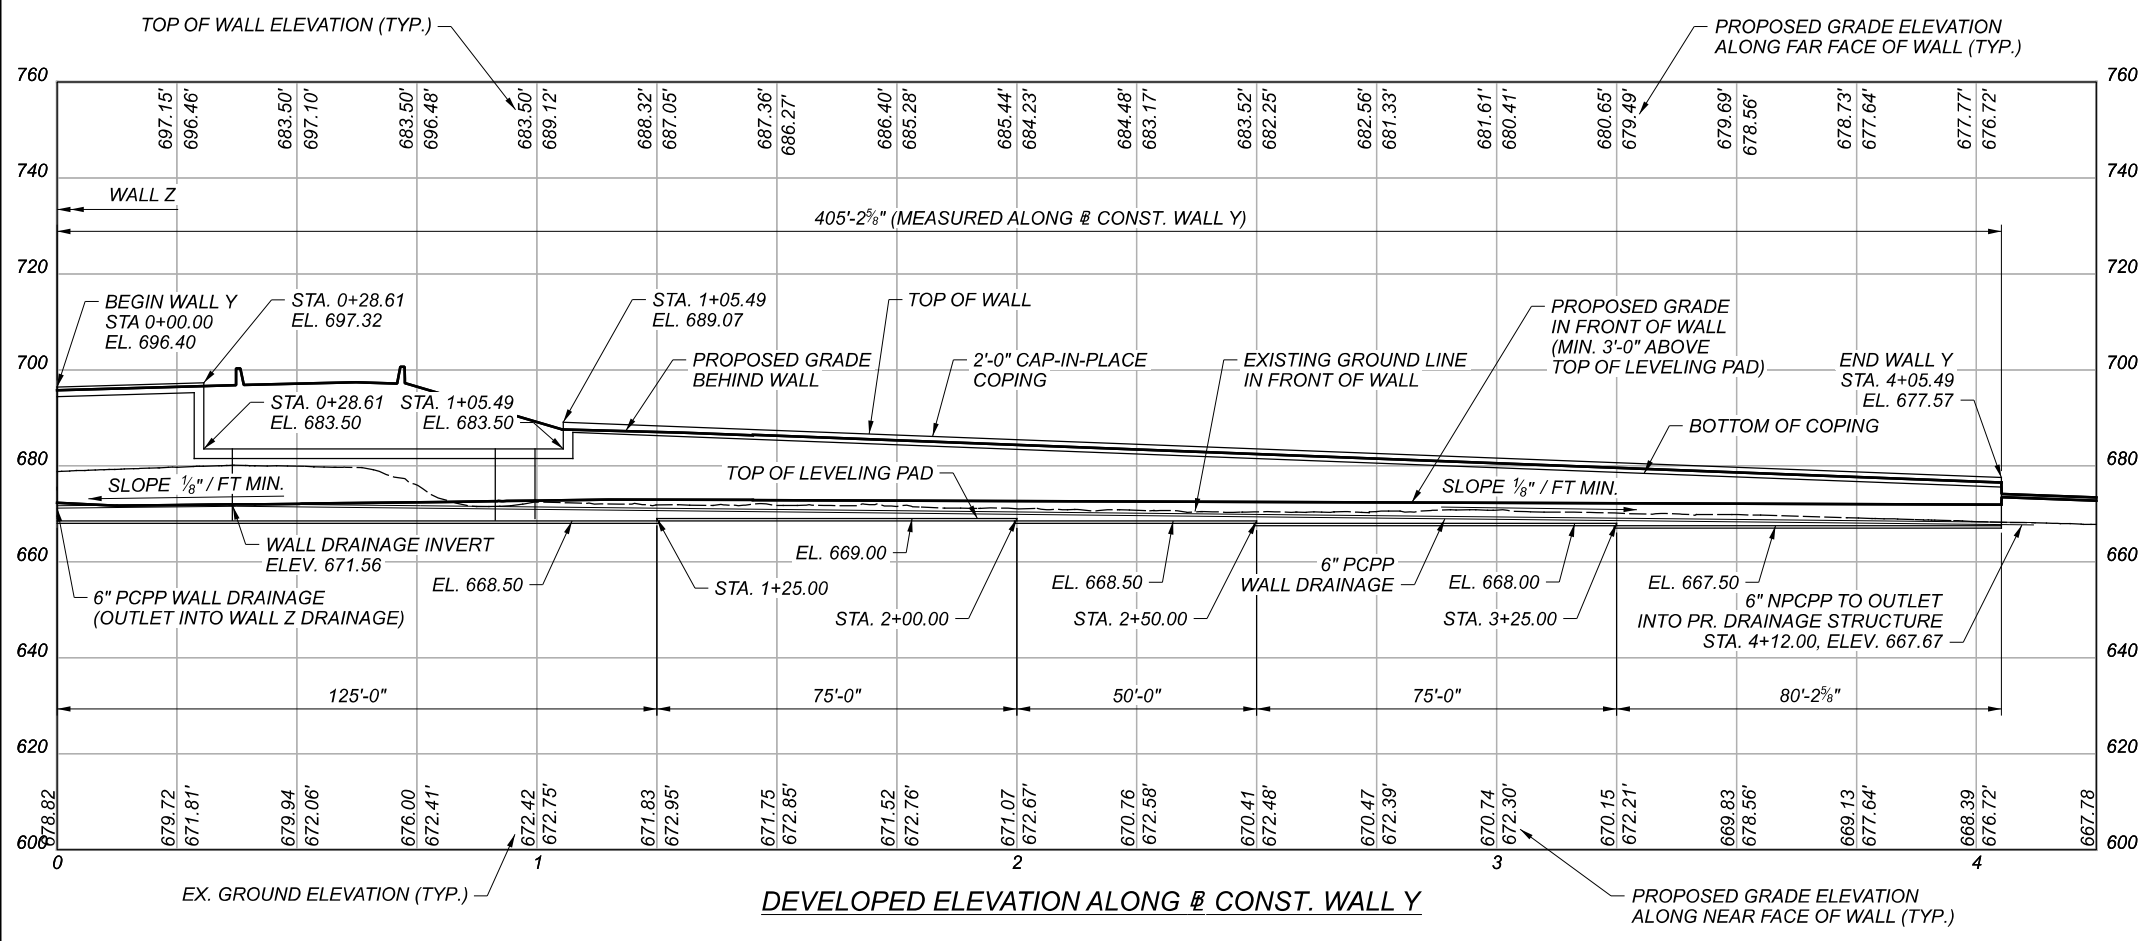 TOP OF WALL ELEVATION (TYP.)
PROPOSED GRADE ELEVATION
ALONG FAR FACE OF WALL (TYP.)
760
760
697.15'
696.46'
683.50'
697.10'
683.50'
696.48'
683.50'
689.12'
688.32'
687.05'
687.36'
686.27'
686.40'
685.28'
685.44'
684.23'
684.48'
683.17'
683.52'
682.25'
682.56'
681.33'
681.61'
680.41'
680.65'
679.49'
679.69'
678.56'
678.73'
677.64'
677.77'
676.72'
740
740
WALL Z
405'-2⅝" (MEASURED ALONG ℄ CONST. WALL Y)
720
720
BEGIN WALL Y
STA 0+00.00
EL. 696.40
STA. 0+28.61
EL. 697.32
STA. 1+05.49
EL. 689.07
TOP OF WALL
PROPOSED GRADE
IN FRONT OF WALL
(MIN. 3'-0" ABOVE
TOP OF LEVELING PAD)
700
700
PROPOSED GRADE
BEHIND WALL
2'-0" CAP-IN-PLACE
COPING
EXISTING GROUND LINE
IN FRONT OF WALL
END WALL Y
STA. 4+05.49
EL. 677.57
STA. 0+28.61
EL. 683.50
STA. 1+05.49
EL. 683.50
BOTTOM OF COPING
680
680
SLOPE ⅛" / FT MIN.
TOP OF LEVELING PAD
SLOPE ⅛" / FT MIN.
660
660
WALL DRAINAGE INVERT
ELEV. 671.56
EL. 668.50
EL. 669.00
STA. 1+25.00
EL. 668.50
6" PCPP
WALL DRAINAGE
EL. 668.00
EL. 667.50
6" PCPP WALL DRAINAGE
(OUTLET INTO WALL Z DRAINAGE)
STA. 2+00.00
STA. 2+50.00
STA. 3+25.00
6" NPCPP TO OUTLET
INTO PR. DRAINAGE STRUCTURE
STA. 4+12.00, ELEV. 667.67
640
640
125'-0"
75'-0"
50'-0"
75'-0"
80'-2⅝"
620
620
678.82
679.72
671.81'
679.94
672.06'
676.00
672.41'
672.42
672.75'
671.83
672.95'
671.75
672.85'
671.52
672.76'
671.07
672.67'
670.76
672.58'
670.41
672.48'
670.47
672.39'
670.74
672.30'
670.15
672.21'
669.83
678.56'
669.13
677.64'
668.39
676.72'
667.78
600
600
0
1
2
3
4
EX. GROUND ELEVATION (TYP.)
DEVELOPED ELEVATION ALONG ℄ CONST. WALL Y
PROPOSED GRADE ELEVATION
ALONG NEAR FACE OF WALL (TYP.)